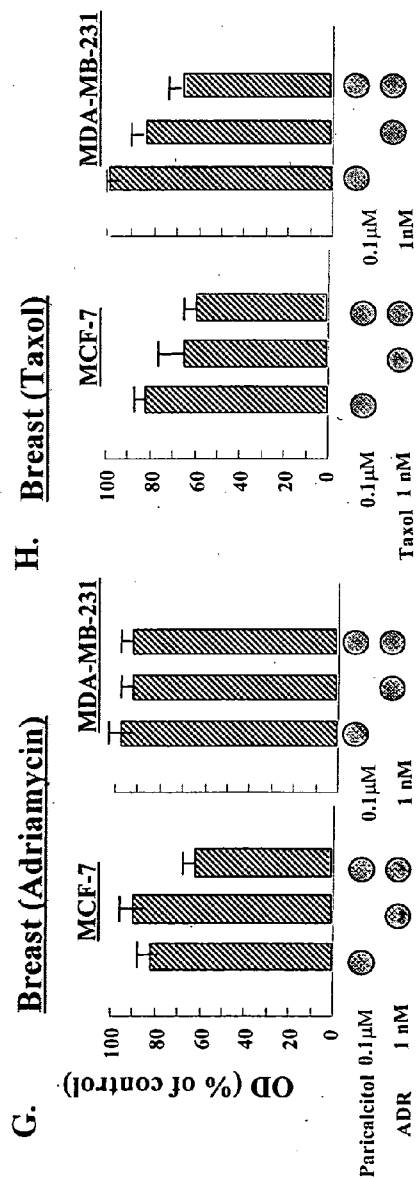 G. Breast (Adriamycin)
MCF-7
MDA-MB-231
OD (% of control)
100
80
60
40
20
0
Paricalcitol 0.1μM
0.1μM
ADR 1 nM
1 nM
H. Breast (Taxol)
MCF-7
MDA-MB-231
100
80
60
40
20
0
0.1μM
0.1μM
Taxol 1 nM
1nM